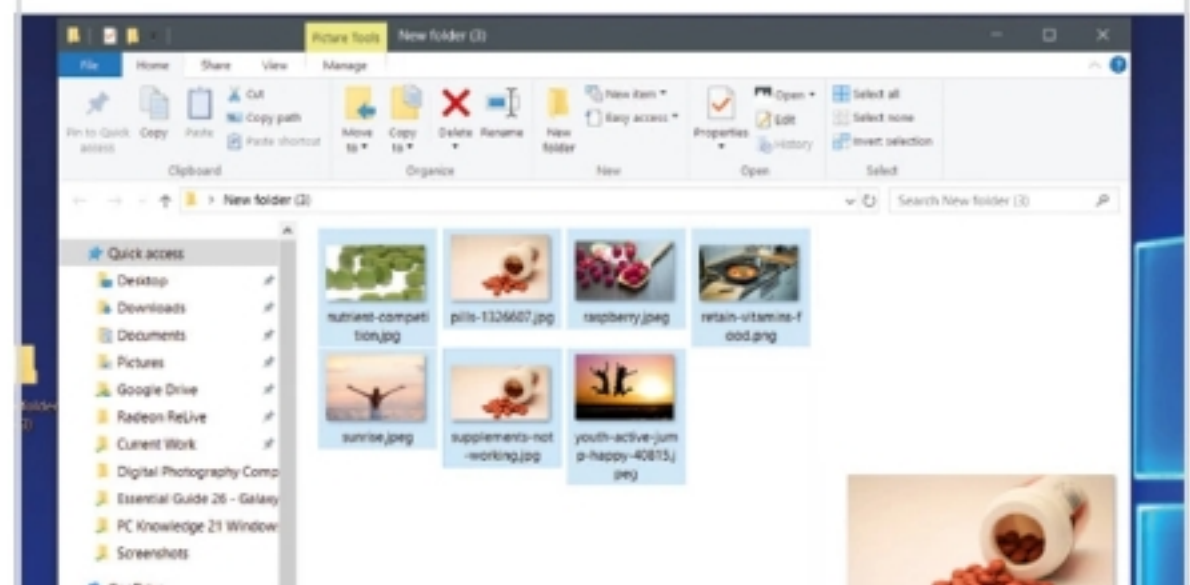 Picture Tools New folder (3)
File Home Share View Manage
Pin to Quick access
Copy
Paste
Cut
Copy path
Paste shortcut
Move to
Copy to
Delete
Rename
New folder
New item
Easy access
Properties
Open
Edit
History
Select all
Select none
Invert selection
Clipboard Organize New Open Select
New folder (3)
Search New folder (3)
Quick access
Desktop
Downloads
Documents
Pictures
Google Drive
Radeon ReLive
Current Work
Digital Photography Comp
Essential Guide 26 - Galaxy
PC Knowledge 21 Window
Screenshots
nutrient-competi
tion.jpg
pills-1326607.jpg
raspberry.jpeg
retain-vitamins-f
ood.png
sunrise.jpeg
supplements-not
-working.jpg
youth-active-jum
p-happy-40815.j
peg